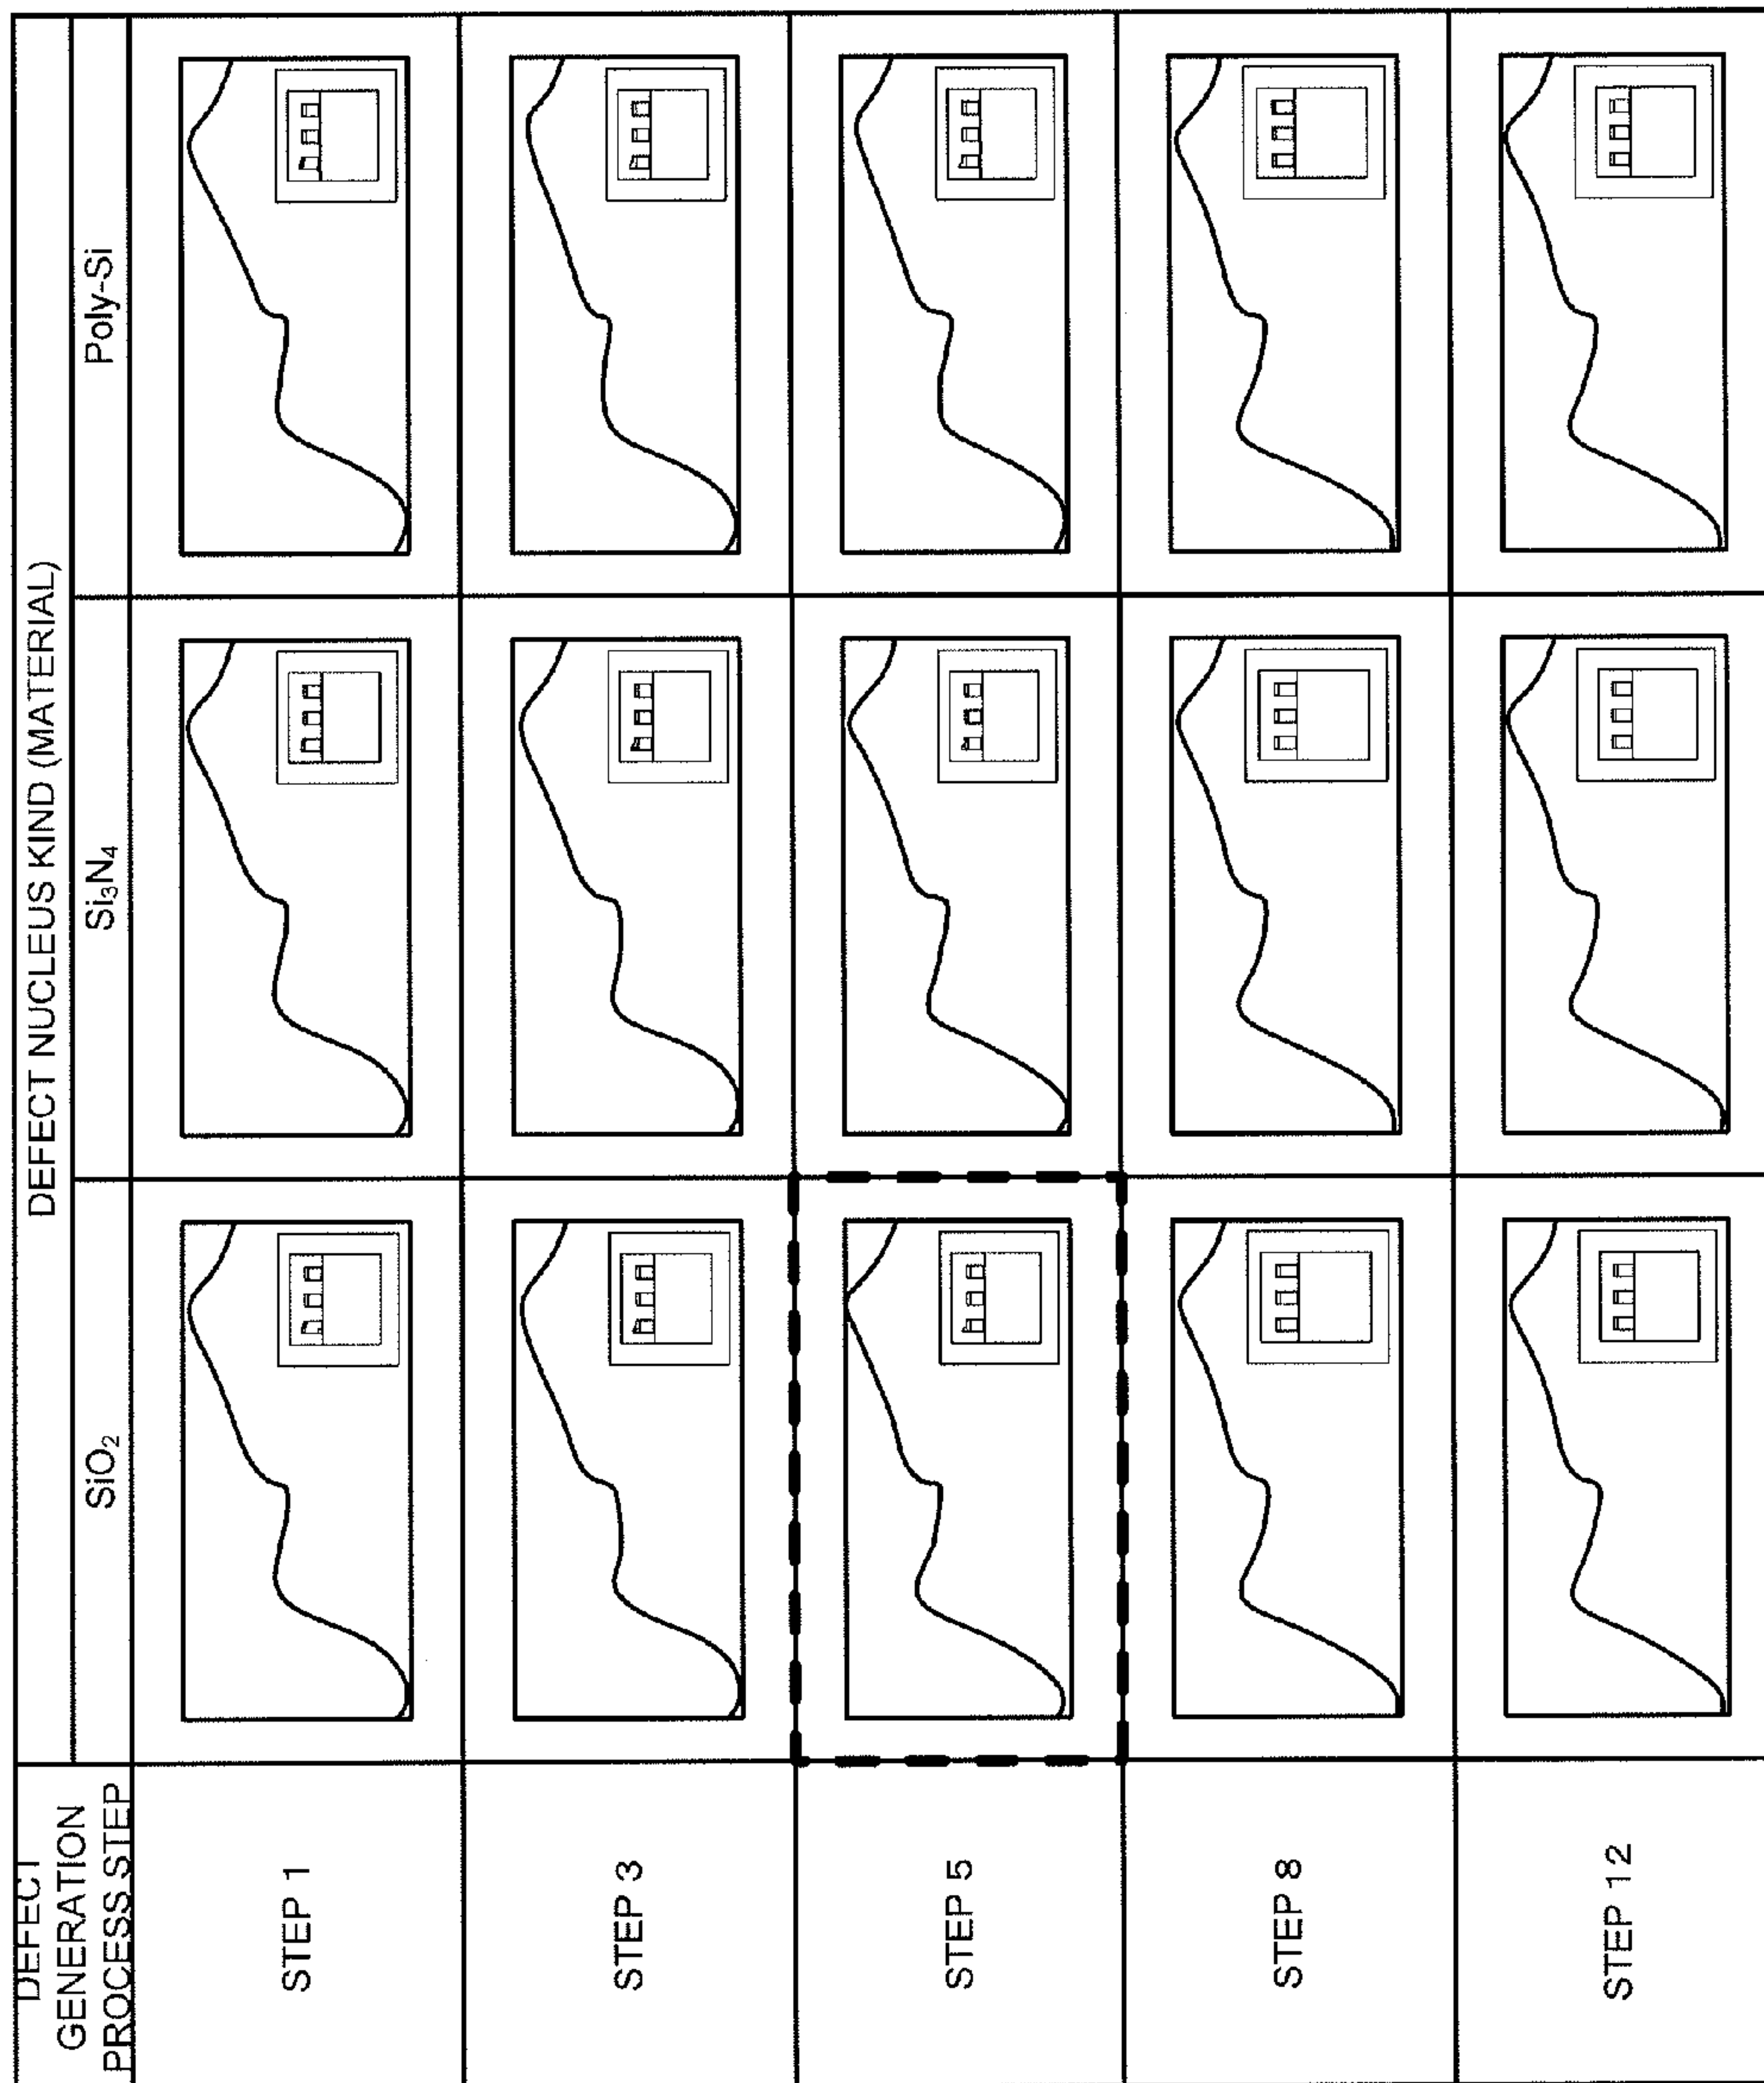 DEFECT
GENERATION
PROCESS STEP
DEFECT NUCLEUS KIND (MATERIAL)
SiO₂
Si₃N₄
Poly-Si
STEP 1
STEP 3
STEP 5
STEP 8
STEP 12